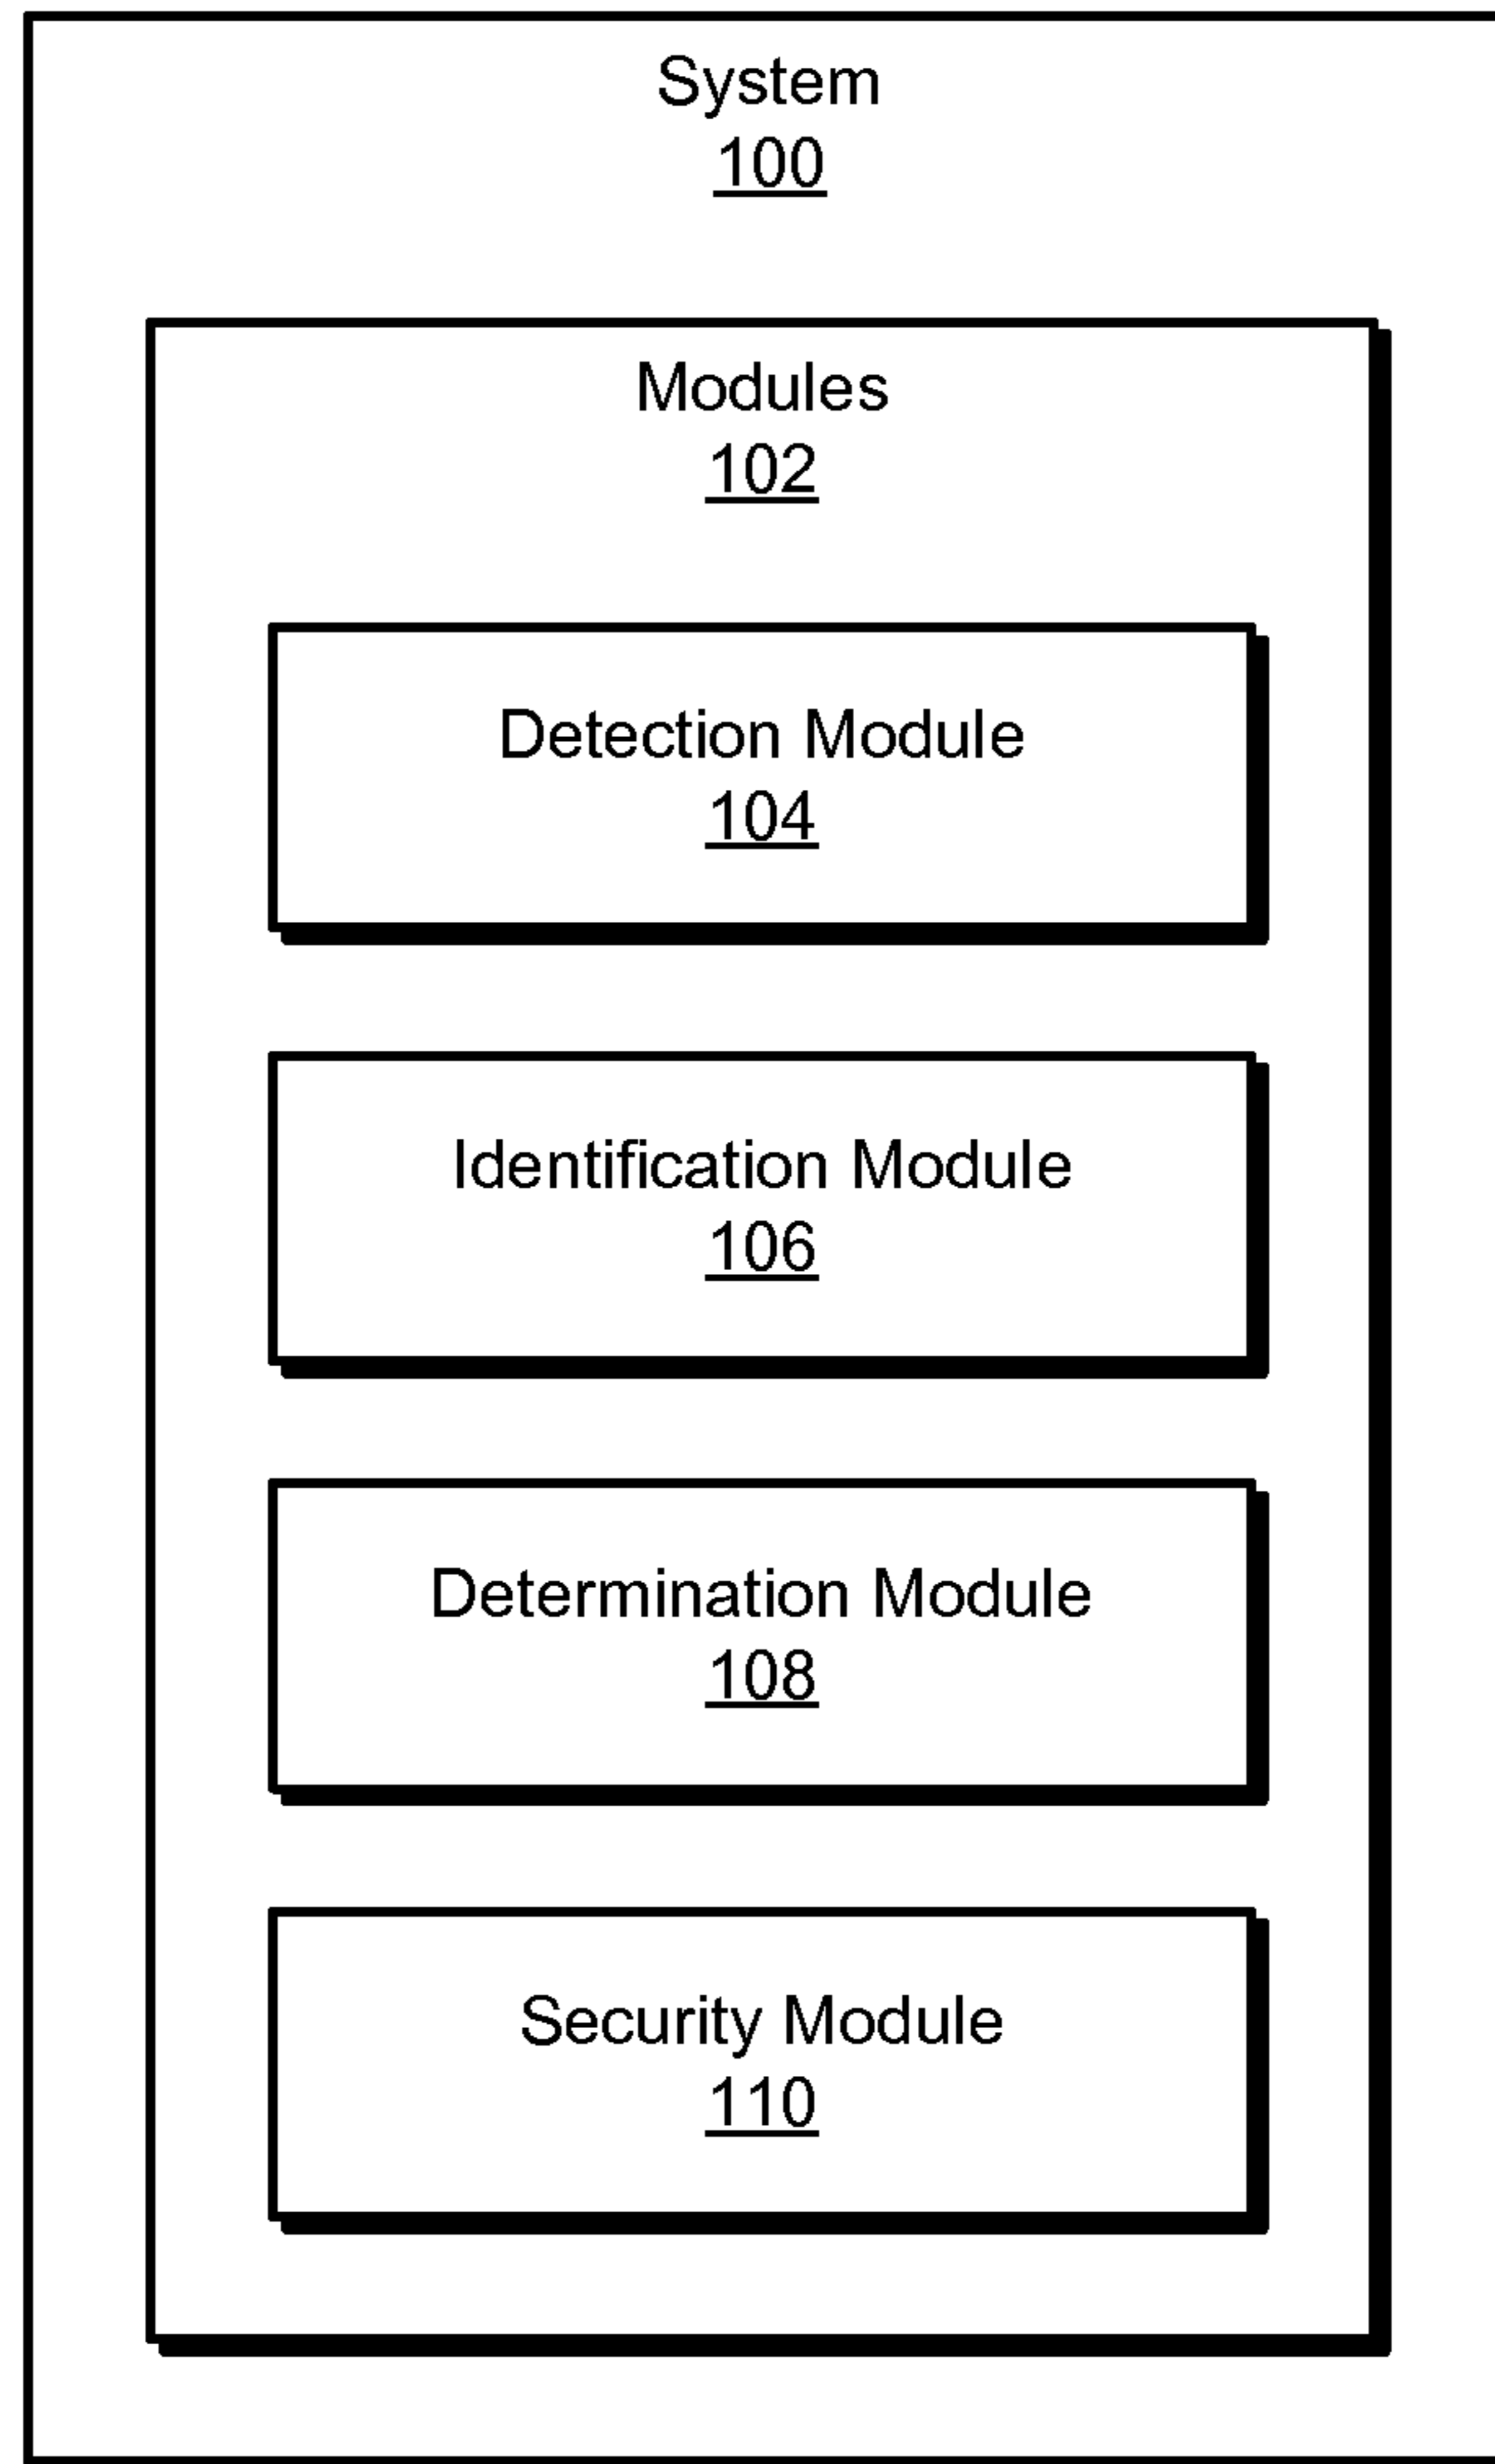 System
100
Modules
102
Detection Module
104
Identification Module
106
Determination Module
108
Security Module
110